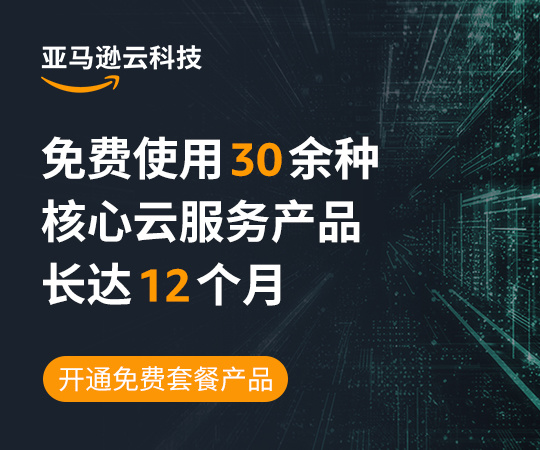 亚马逊云科技
免费使用30余种
核心云服务产品
长达12个月
开通免费套餐产品